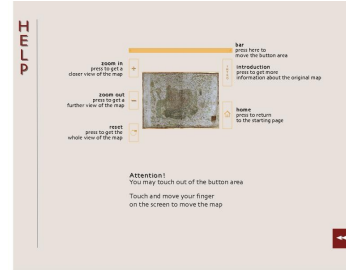 HELP
bar
press here to
move the button area
zoom in
press to get a
closer view of the map
introduction
press to get more
information about the original map
zoom out
press to get a
further view of the map
home
press to return
to the starting page
reset
press to get the
whole view of the map
Attention!
You may touch out of the button area
Touch and move your finger
on the screen to move the map